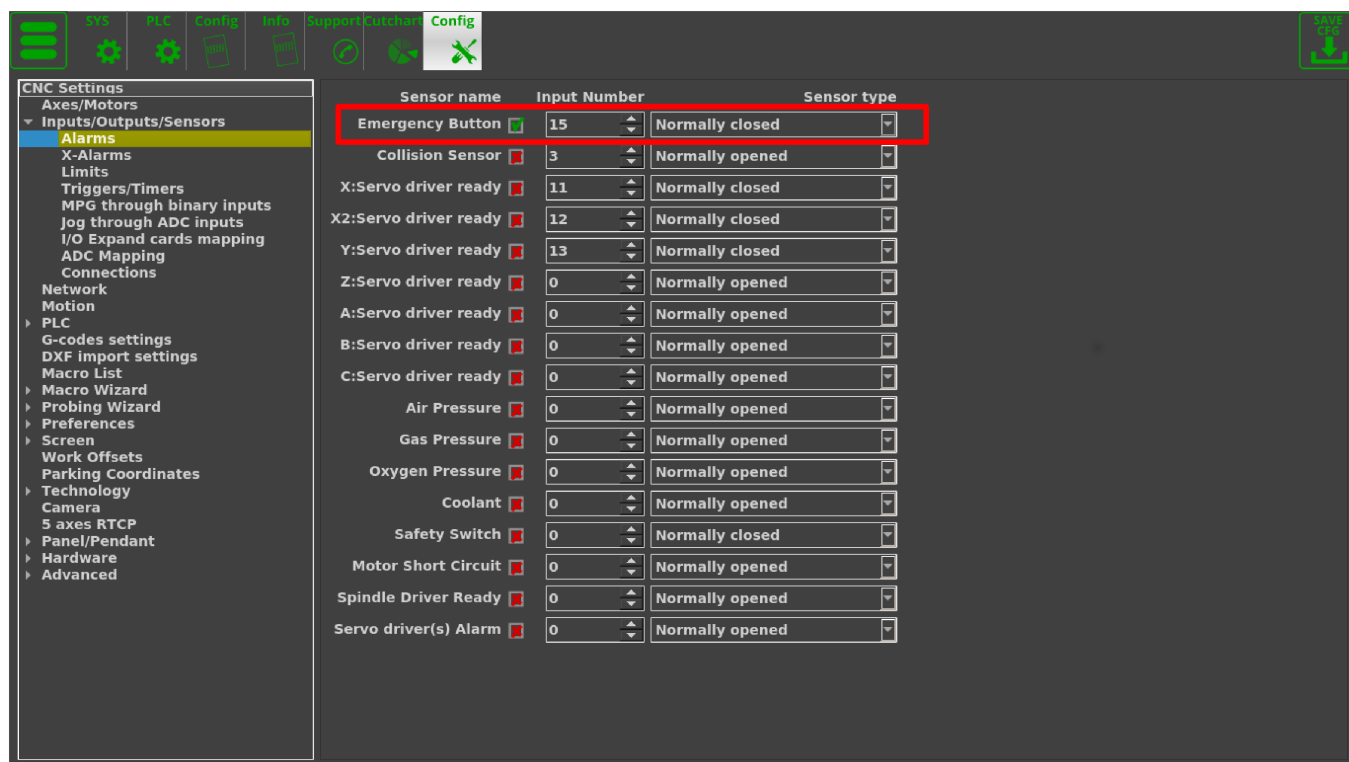 SYS PLC Config Info Support Cutchart Config SAVE CFG
CNC Settings
Axes/Motors
Inputs/Outputs/Sensors
Alarms
X-Alarms
Limits
Triggers/Timers
MPG through binary inputs
Jog through ADC inputs
I/O Expand cards mapping
ADC Mapping
Connections
Network
Motion
PLC
G-codes settings
DXF import settings
Macro List
Macro Wizard
Probing Wizard
Preferences
Screen
Work Offsets
Parking Coordinates
Technology
Camera
5 axes RTCP
Panel/Pendant
Hardware
Advanced
Sensor name Input Number Sensor type
Emergency Button 15 Normally closed
Collision Sensor 3 Normally opened
X:Servo driver ready 11 Normally closed
X2:Servo driver ready 12 Normally closed
Y:Servo driver ready 13 Normally closed
Z:Servo driver ready 0 Normally opened
A:Servo driver ready 0 Normally opened
B:Servo driver ready 0 Normally opened
C:Servo driver ready 0 Normally opened
Air Pressure 0 Normally opened
Gas Pressure 0 Normally opened
Oxygen Pressure 0 Normally opened
Coolant 0 Normally opened
Safety Switch 0 Normally closed
Motor Short Circuit 0 Normally opened
Spindle Driver Ready 0 Normally opened
Servo driver(s) Alarm 0 Normally opened